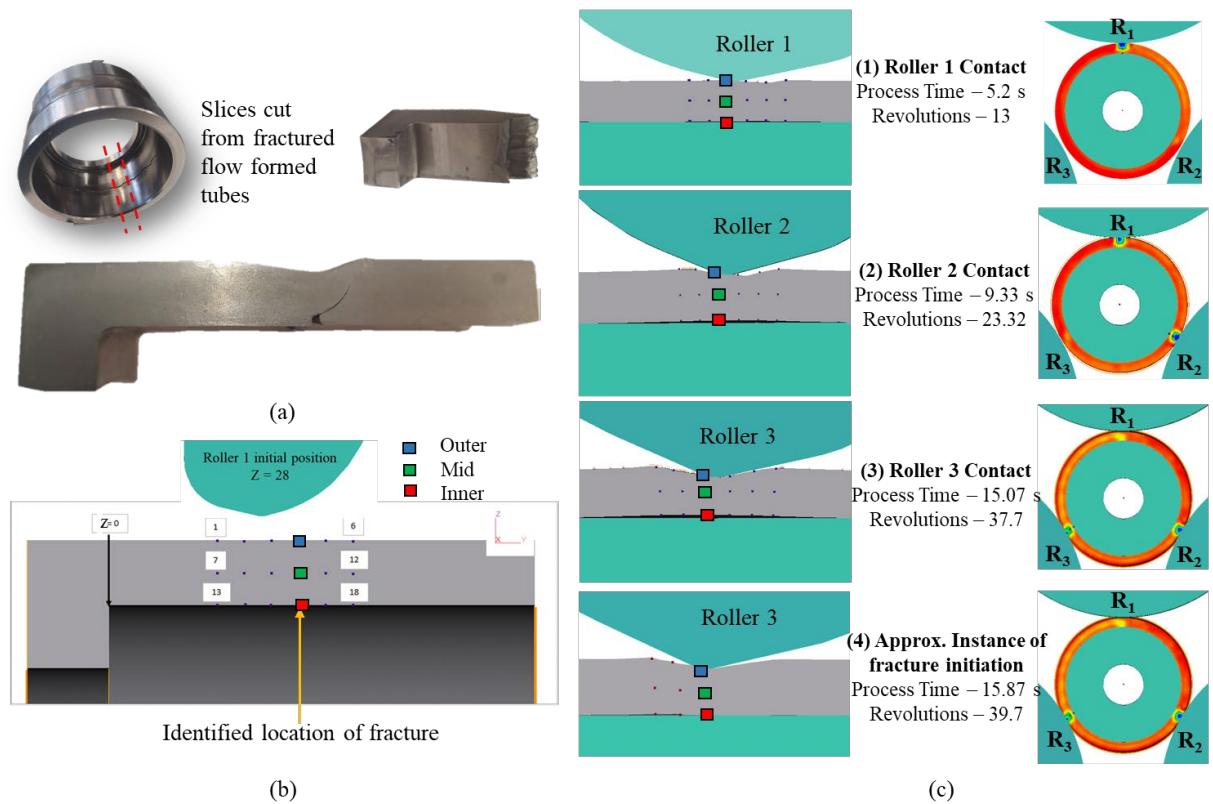 (a)
Slices cut
from fractured
flow formed
tubes
(a)
Roller 1 initial position
Z = 28
Outer
Mid
Inner
Z=0
1
6
7
12
13
18
Z
X
Y
Identified location of fracture
(b)
Roller 1
(1) Roller 1 Contact
Process Time – 5.2 s
Revolutions – 13
R1
R3
R2
Roller 2
(2) Roller 2 Contact
Process Time – 9.33 s
Revolutions – 23.32
R1
R3
R2
Roller 3
(3) Roller 3 Contact
Process Time – 15.07 s
Revolutions – 37.7
R1
R3
R2
Roller 3
(4) Approx. Instance of
fracture initiation
Process Time – 15.87 s
Revolutions – 39.7
R1
R3
R2
(c)